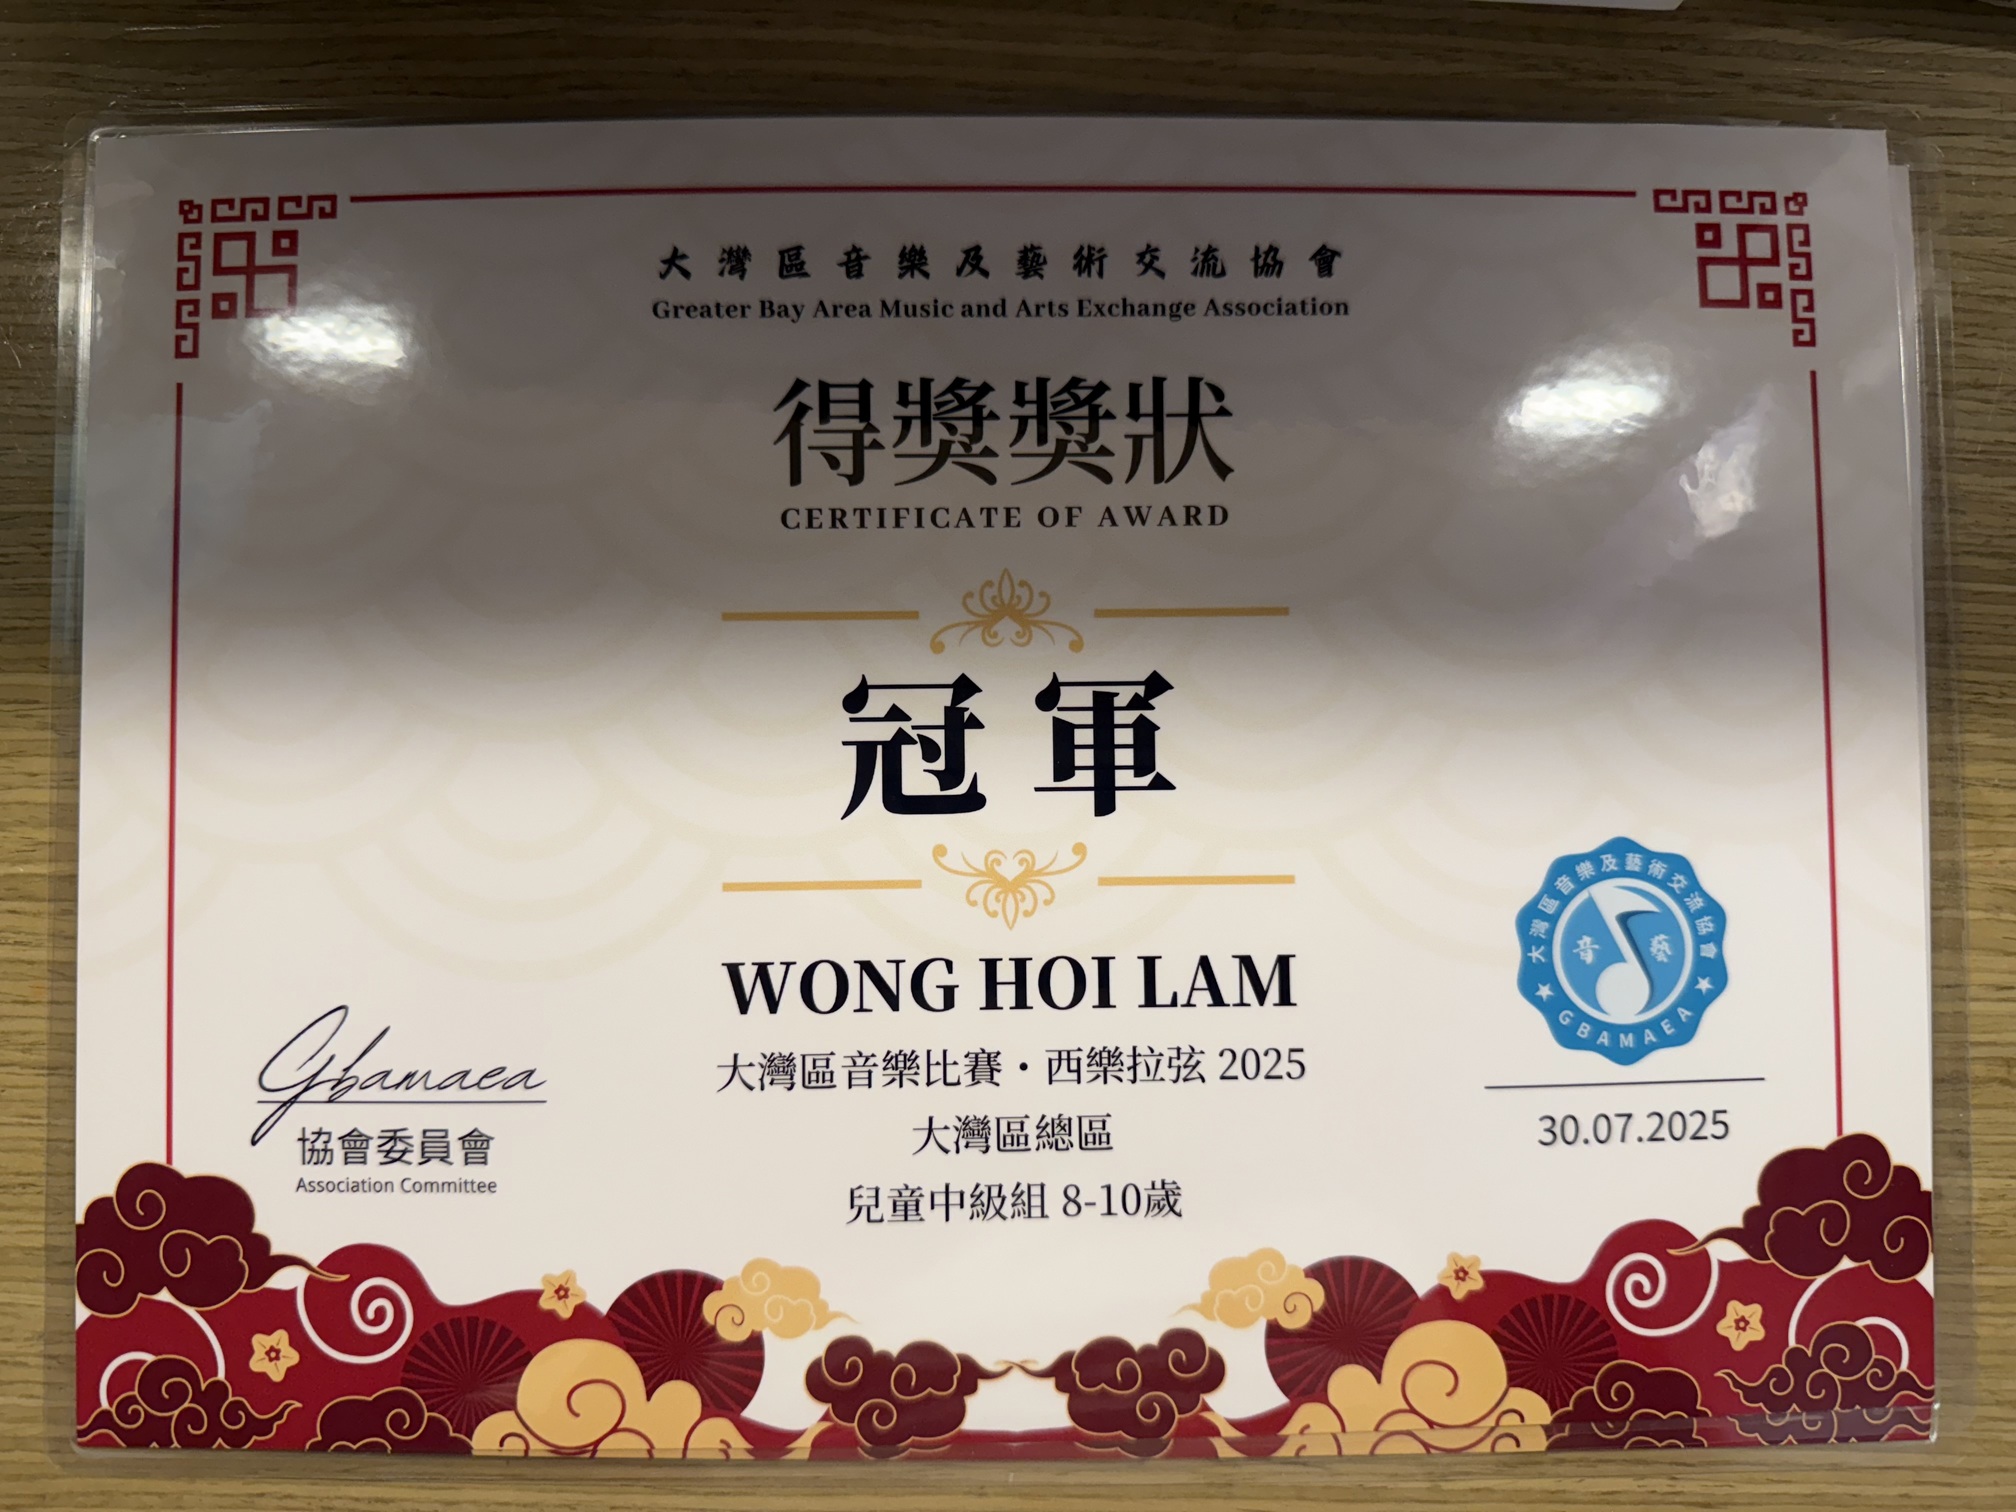 大灣區音樂及藝術交流協會
Greater Bay Area Music and Arts Exchange Association
得獎獎狀
CERTIFICATE OF AWARD
冠軍
WONG HOI LAM
大灣區音樂比賽・西樂拉弦 2025
大灣區總區
兒童中級組 8-10歲
Gbamaea
協會委員會
Association Committee
大灣區音樂及藝術交流協會
音 藝
★ GBAMAEA ★
30.07.2025